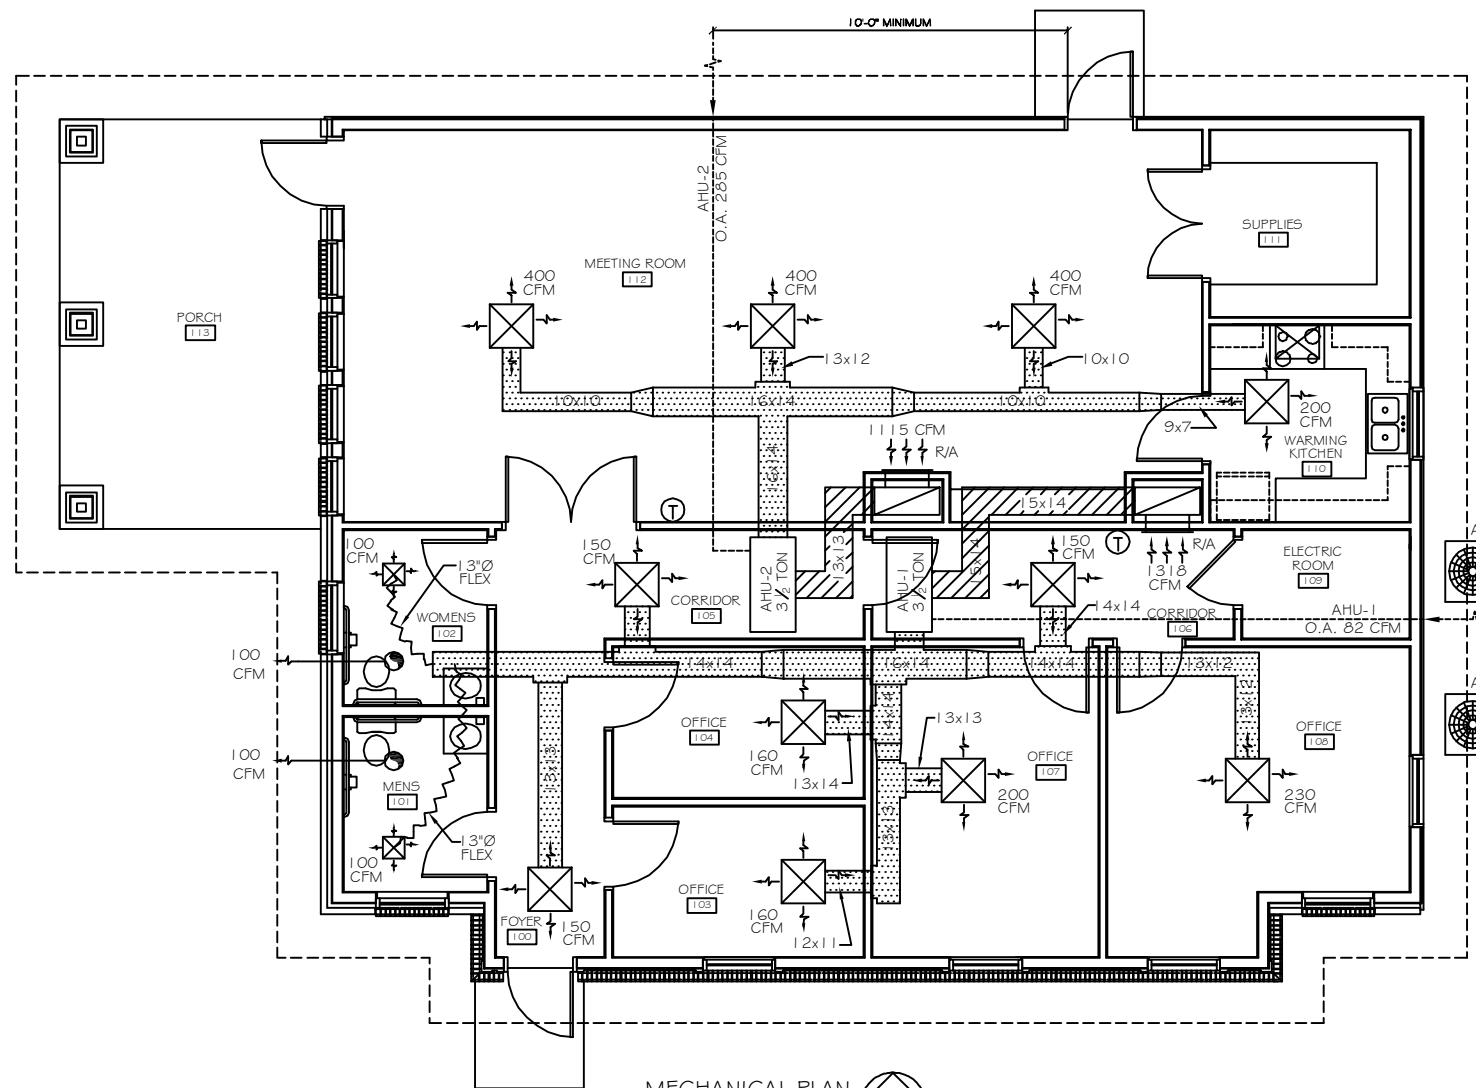 10'-0" MINIMUM
AHU-2
O.A. 285 CFM
SUPPLIES
111
MEETING ROOM
112
400
CFM
400
CFM
400
CFM
PORCH
113
13x12
10x10
10x10
16x14
10x10
200
CFM
9x7
1115 CFM
R/A
WARMING
KITCHEN
110
16x14
15x14
T
100
CFM
13"Ø
FLEX
150
CFM
AHU-2
3 1/2 TON
13x13
AHU-1
3 1/2 TON
15x14
150
CFM
T
1318
CFM
R/A
ELECTRIC
ROOM
109
WOMENS
102
CORRIDOR
105
14x14
CORRIDOR
106
AHU-1
O.A. 82 CFM
100
CFM
14x14
16x14
14x14
13x12
A
OFFICE
104
14x14
13x13
OFFICE
107
OFFICE
108
100
CFM
160
CFM
13x14
200
CFM
230
CFM
MENS
101
13x13
13"Ø
FLEX
100
CFM
OFFICE
103
FOYER
100
150
CFM
160
CFM
12x11
MECHANICAL PLAN